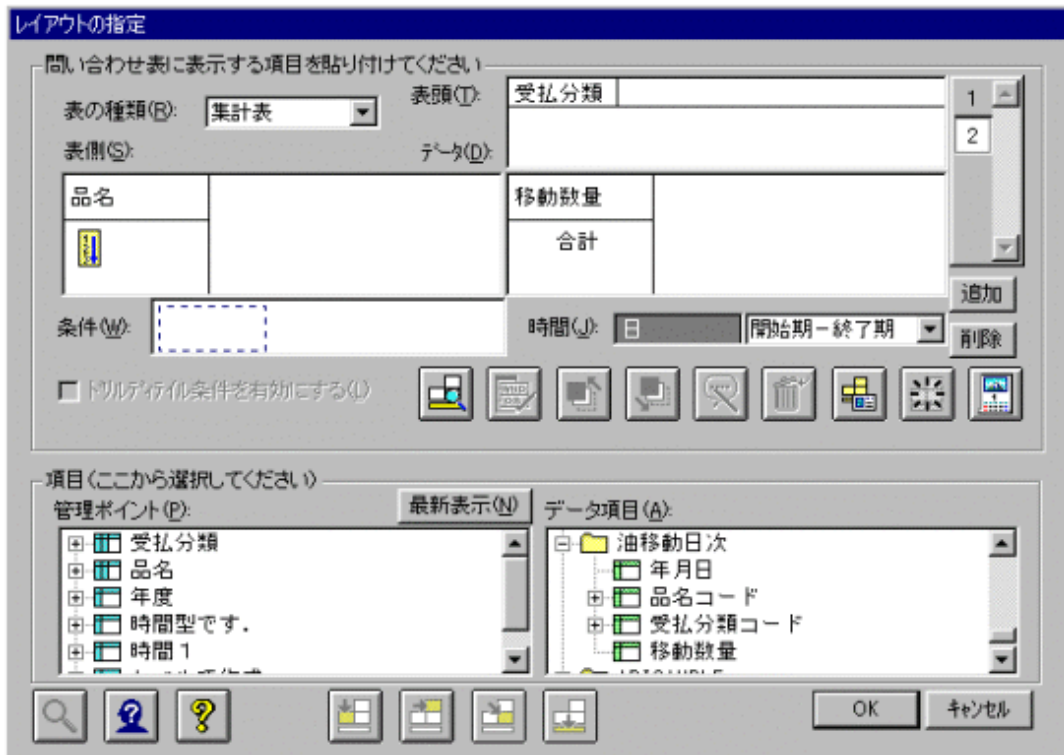 レイアウトの指定
問い合わせ表に表示する項目を貼り付けてください
表の種類(R):
集計表
表頭(T):
受払分類
1
2
表側(S):
データ(D):
品名
移動数量
合計
追加
条件(W):
時間(J):
日
開始期－終了期
削除
ドリルディテイル条件を有効にする(L)
項目(ここから選択してください)
管理ポイント(P):
最新表示(N)
データ項目(A):
受払分類
品名
年度
時間型です.
時間1
油移動日次
年月日
品名コード
受払分類コード
移動数量
OK
キャンセル